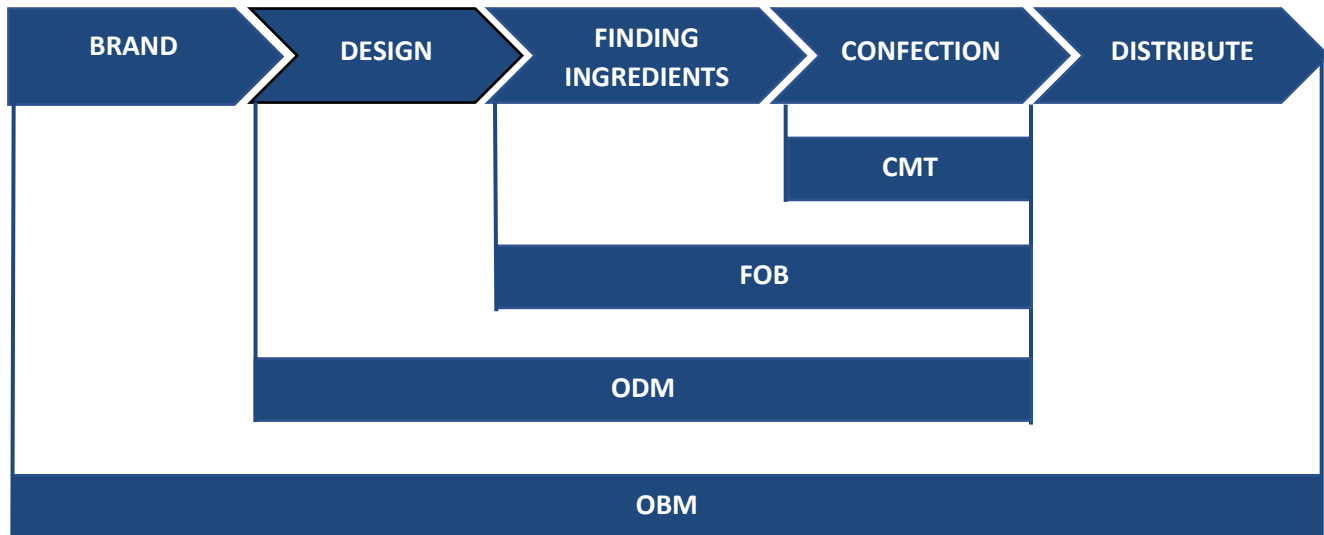 BRAND
DESIGN
FINDING
INGREDIENTS
CONFECTION
DISTRIBUTE
CMT
FOB
ODM
OBM